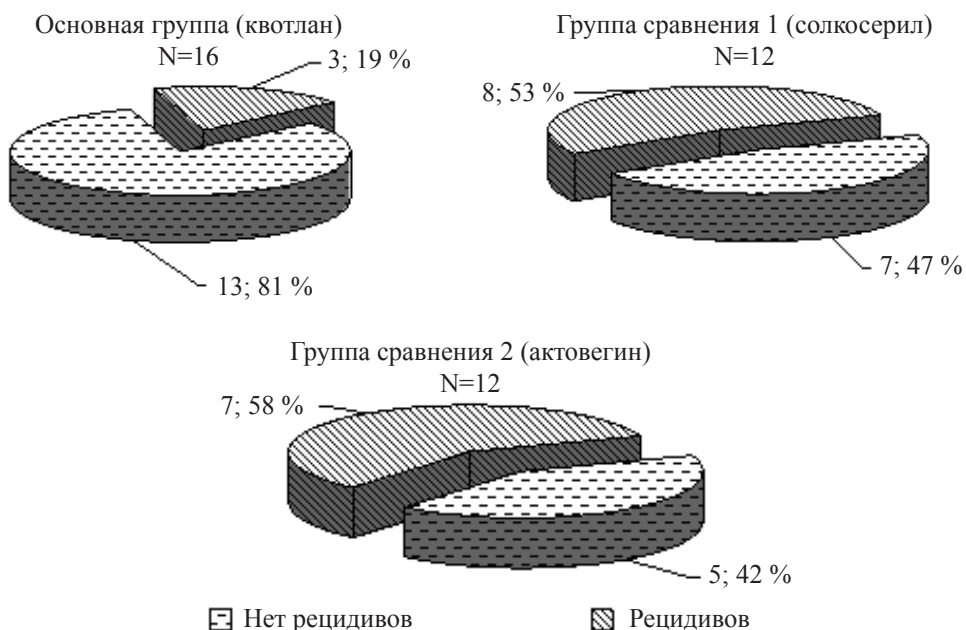 Основная группа (квотлан)
N=16
3; 19 %
13; 81 %
Группа сравнения 1 (солкосерил)
N=12
8; 53 %
7; 47 %
Группа сравнения 2 (актовегин)
N=12
7; 58 %
5; 42 %
Нет рецидивов
Рецидивов